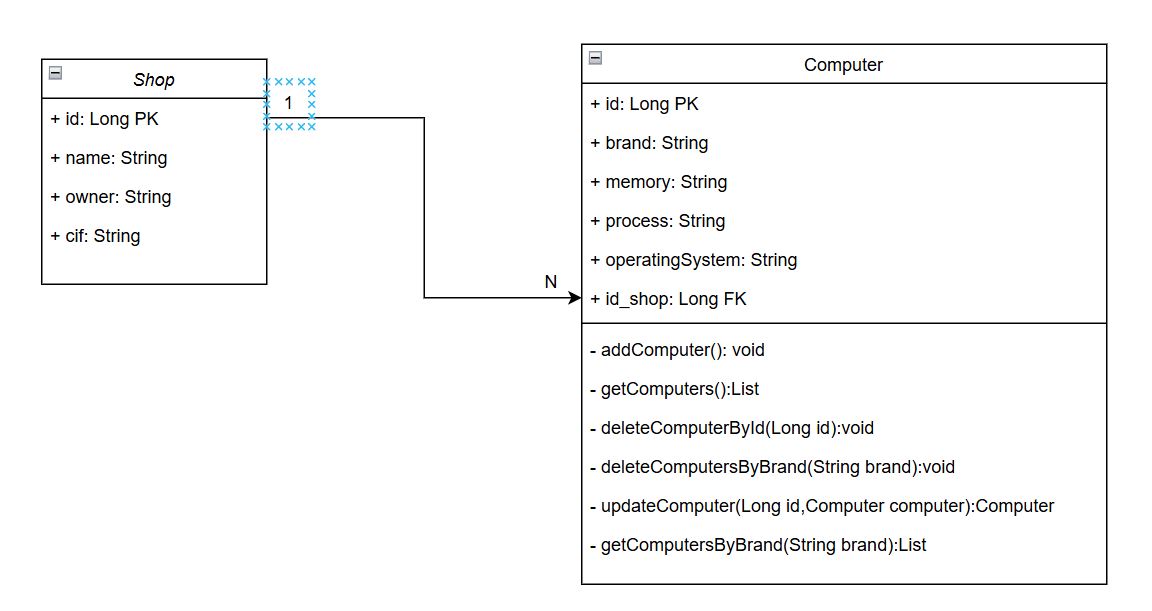 Shop
+ id: Long PK
+ name: String
+ owner: String
+ cif: String
1
N
Computer
+ id: Long PK
+ brand: String
+ memory: String
+ process: String
+ operatingSystem: String
+ id_shop: Long FK
- addComputer(): void
- getComputers():List
- deleteComputerById(Long id):void
- deleteComputersByBrand(String brand):void
- updateComputer(Long id,Computer computer):Computer
- getComputersByBrand(String brand):List